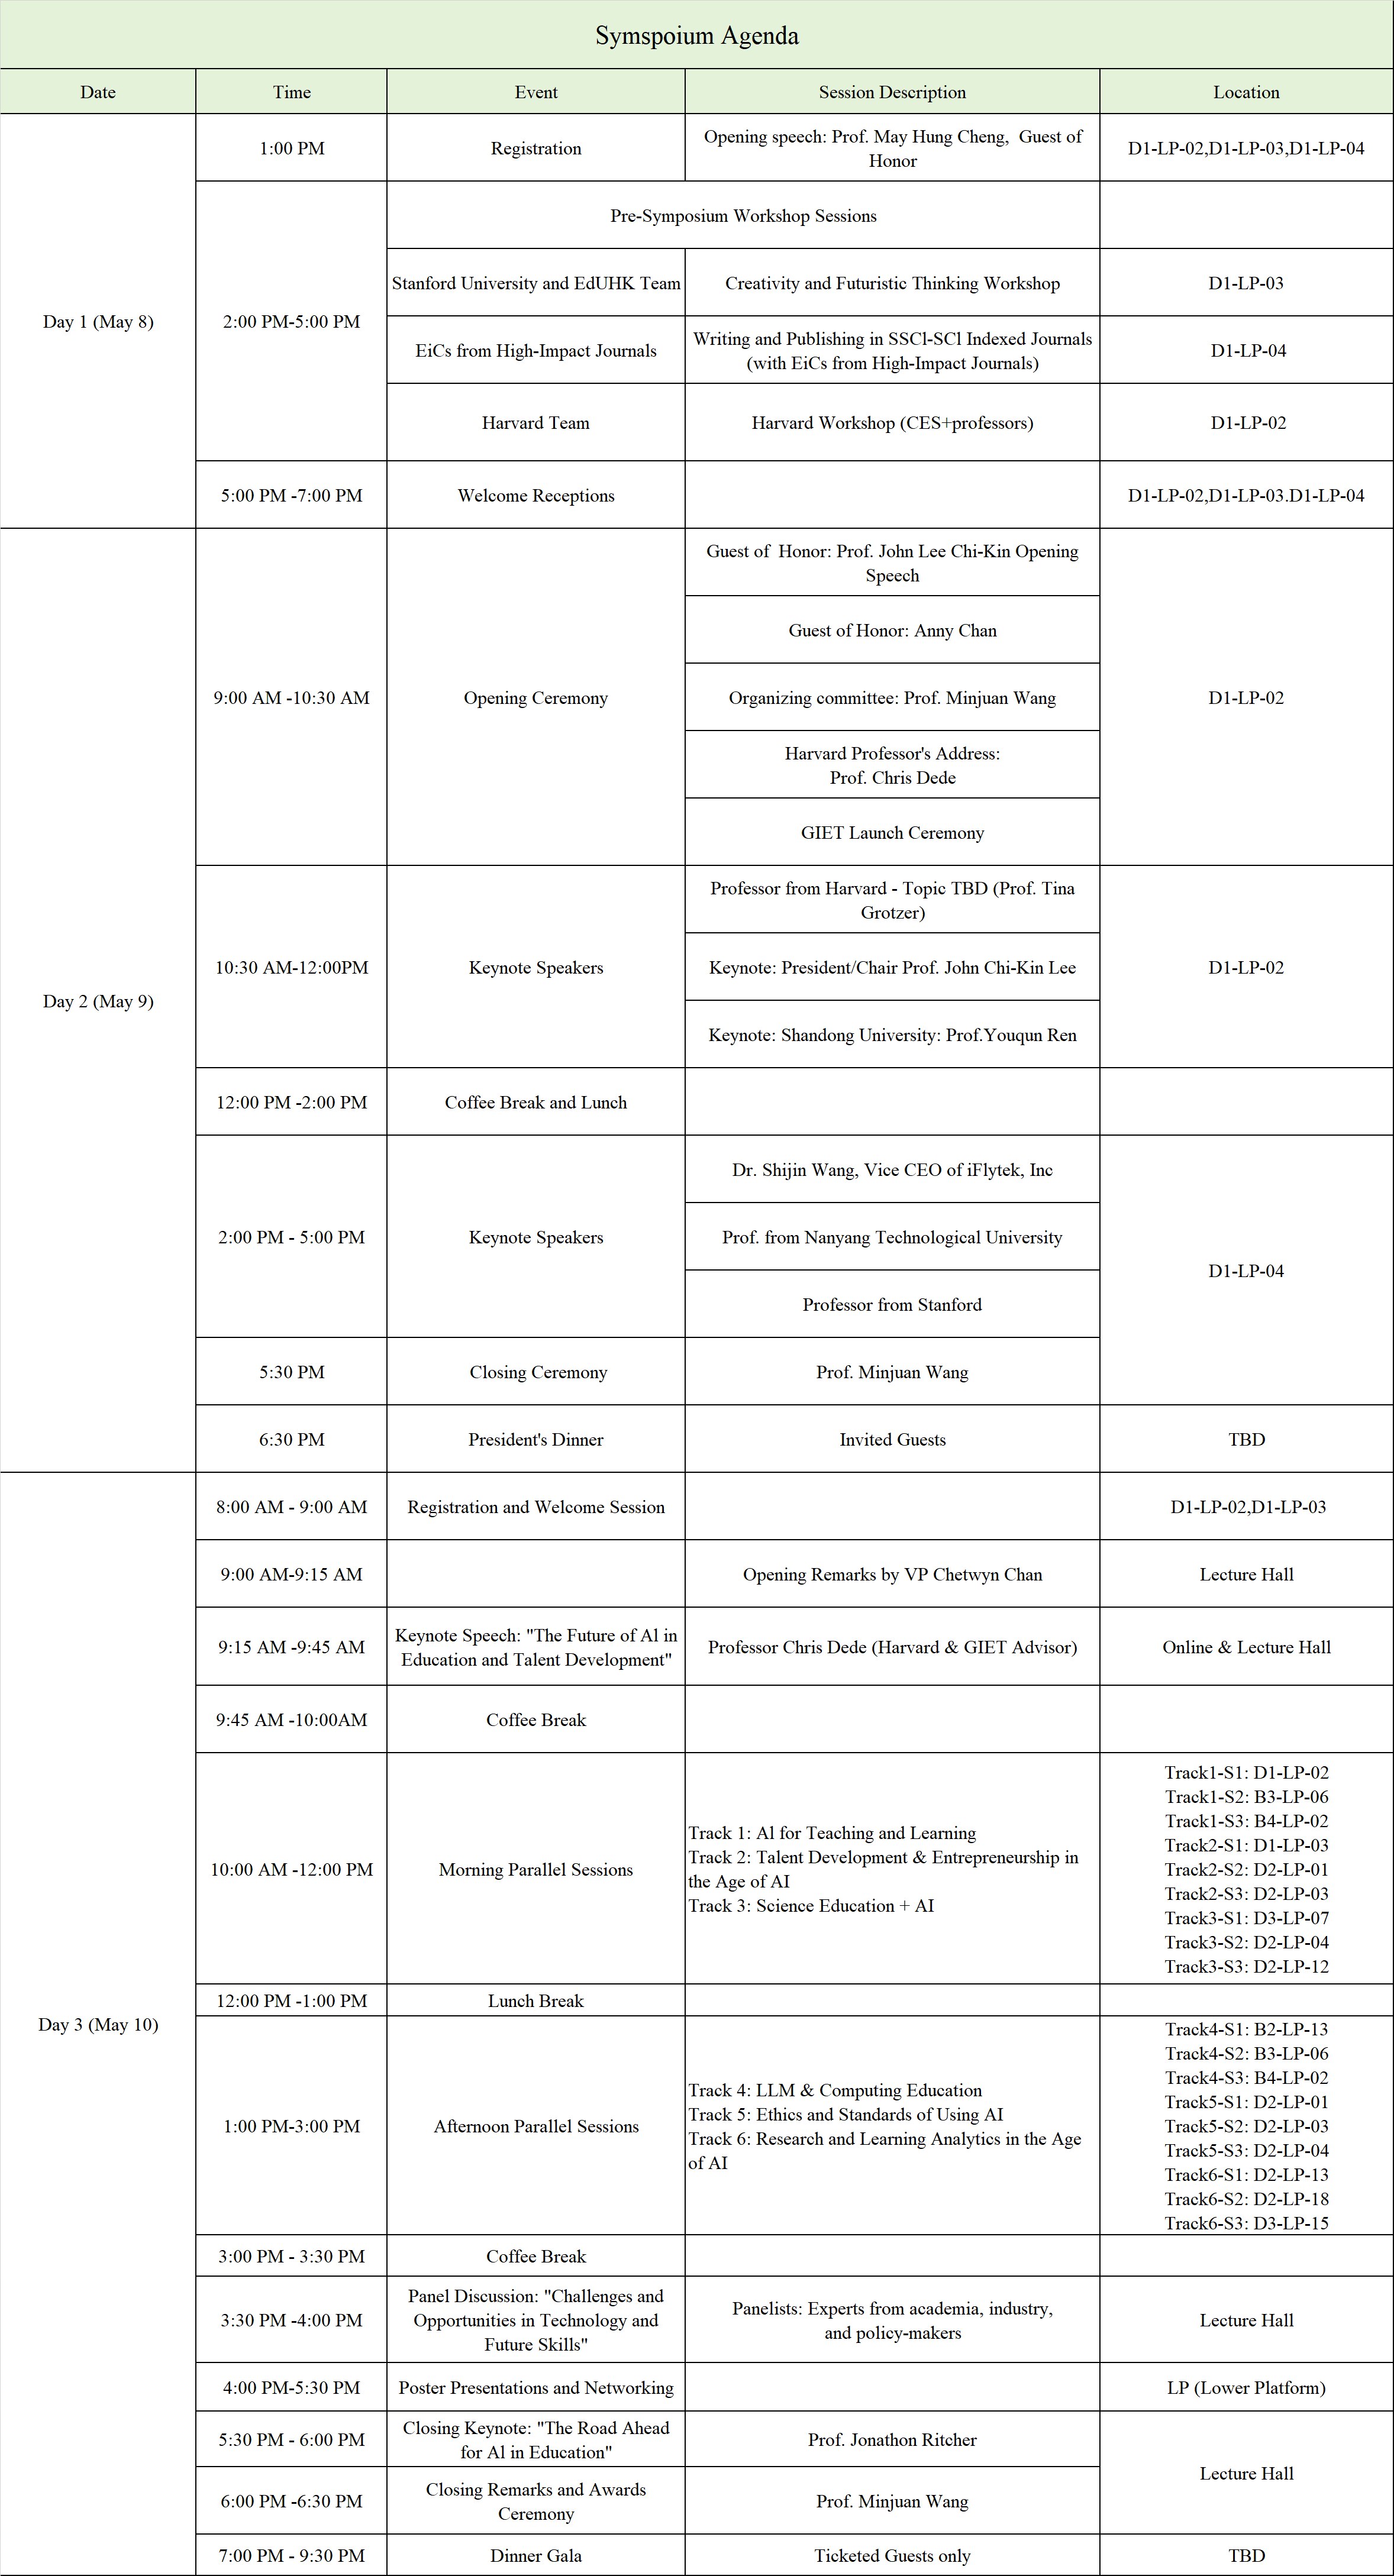 Symspoium Agenda
Date
Time
Event
Session Description
Location
Day 1 (May 8)
1:00 PM
Registration
Opening speech: Prof. May Hung Cheng,  Guest of
Honor
D1-LP-02,D1-LP-03,D1-LP-04
2:00 PM-5:00 PM
Pre-Symposium Workshop Sessions
Stanford University and EdUHK Team
Creativity and Futuristic Thinking Workshop
D1-LP-03
EiCs from High-Impact Journals
Writing and Publishing in SSCl-SCl Indexed Journals
(with EiCs from High-Impact Journals)
D1-LP-04
Harvard Team
Harvard Workshop (CES+professors)
D1-LP-02
5:00 PM -7:00 PM
Welcome Receptions
D1-LP-02,D1-LP-03.D1-LP-04
Day 2 (May 9)
9:00 AM -10:30 AM
Opening Ceremony
Guest of  Honor: Prof. John Lee Chi-Kin Opening
Speech
Guest of Honor: Anny Chan
Organizing committee: Prof. Minjuan Wang
Harvard Professor's Address:
Prof. Chris Dede
GIET Launch Ceremony
D1-LP-02
10:30 AM-12:00PM
Keynote Speakers
Professor from Harvard - Topic TBD (Prof. Tina
Grotzer)
Keynote: President/Chair Prof. John Chi-Kin Lee
Keynote: Shandong University: Prof.Youqun Ren
D1-LP-02
12:00 PM -2:00 PM
Coffee Break and Lunch
2:00 PM - 5:00 PM
Keynote Speakers
Dr. Shijin Wang, Vice CEO of iFlytek, Inc
Prof. from Nanyang Technological University
Professor from Stanford
D1-LP-04
5:30 PM
Closing Ceremony
Prof. Minjuan Wang
6:30 PM
President's Dinner
Invited Guests
TBD
Day 3 (May 10)
8:00 AM - 9:00 AM
Registration and Welcome Session
D1-LP-02,D1-LP-03
9:00 AM-9:15 AM
Opening Remarks by VP Chetwyn Chan
Lecture Hall
9:15 AM -9:45 AM
Keynote Speech: "The Future of Al in
Education and Talent Development"
Professor Chris Dede (Harvard & GIET Advisor)
Online & Lecture Hall
9:45 AM -10:00AM
Coffee Break
10:00 AM -12:00 PM
Morning Parallel Sessions
Track 1: Al for Teaching and Learning
Track 2: Talent Development & Entrepreneurship in
the Age of AI
Track 3: Science Education + AI
Track1-S1: D1-LP-02
Track1-S2: B3-LP-06
Track1-S3: B4-LP-02
Track2-S1: D1-LP-03
Track2-S2: D2-LP-01
Track2-S3: D2-LP-03
Track3-S1: D3-LP-07
Track3-S2: D2-LP-04
Track3-S3: D2-LP-12
12:00 PM -1:00 PM
Lunch Break
1:00 PM-3:00 PM
Afternoon Parallel Sessions
Track 4: LLM & Computing Education
Track 5: Ethics and Standards of Using AI
Track 6: Research and Learning Analytics in the Age
of AI
Track4-S1: B2-LP-13
Track4-S2: B3-LP-06
Track4-S3: B4-LP-02
Track5-S1: D2-LP-01
Track5-S2: D2-LP-03
Track5-S3: D2-LP-04
Track6-S1: D2-LP-13
Track6-S2: D2-LP-18
Track6-S3: D3-LP-15
3:00 PM - 3:30 PM
Coffee Break
3:30 PM -4:00 PM
Panel Discussion: "Challenges and
Opportunities in Technology and
Future Skills"
Panelists: Experts from academia, industry,
and policy-makers
Lecture Hall
4:00 PM-5:30 PM
Poster Presentations and Networking
LP (Lower Platform)
5:30 PM - 6:00 PM
Closing Keynote: "The Road Ahead
for Al in Education"
Prof. Jonathon Ritcher
Lecture Hall
6:00 PM -6:30 PM
Closing Remarks and Awards
Ceremony
Prof. Minjuan Wang
7:00 PM - 9:30 PM
Dinner Gala
Ticketed Guests only
TBD